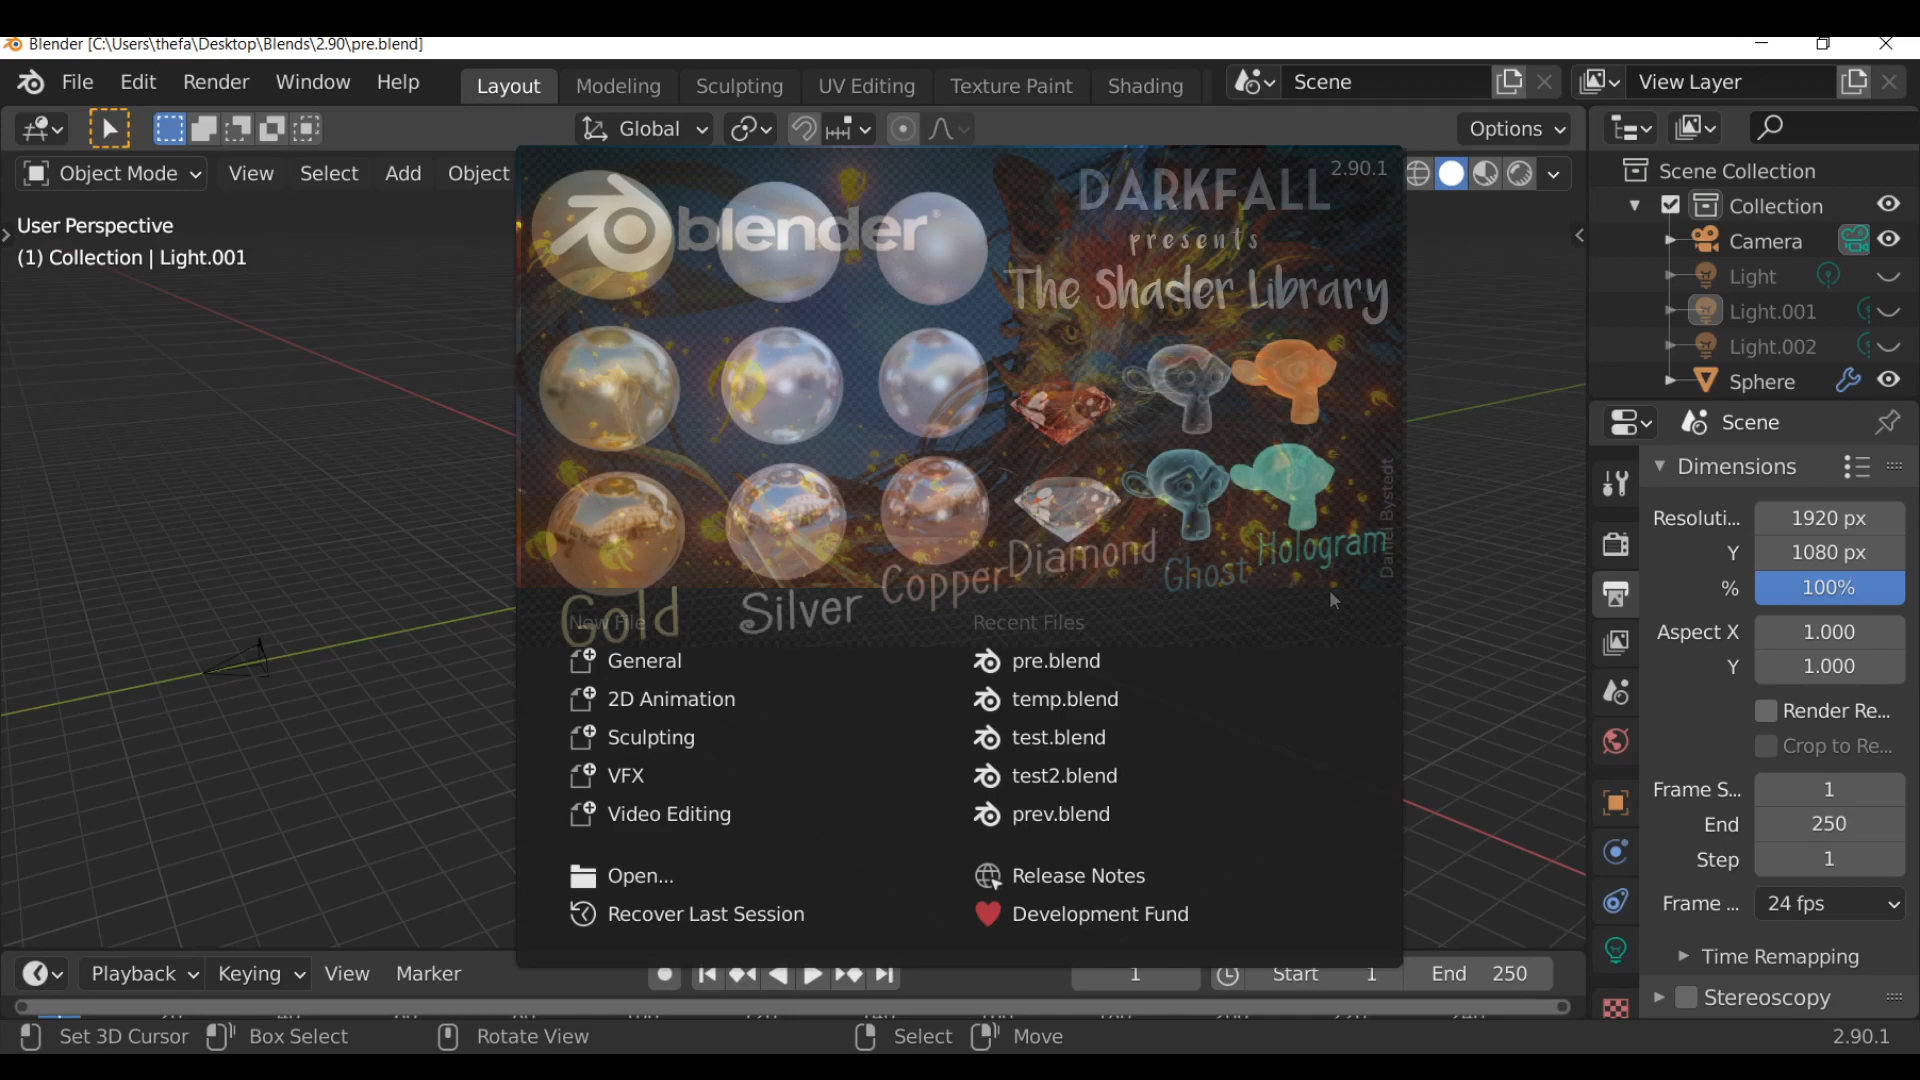 Blender [C:\Users\thefa\Desktop\Blends\2.90\pre.blend]
File Edit Render Window Help
Layout Modeling Sculpting UV Editing Texture Paint Shading
Scene
View Layer
Global
Options
Object Mode View Select Add Object
User Perspective
(1) Collection | Light.001
blender
2.90.1
DARKFALL
presents
The Shader Library
Gold
Silver
Copper
Diamond
Ghost
Hologram
Daniel Bystedt
New File
General
2D Animation
Sculpting
VFX
Video Editing
Open...
Recover Last Session
Recent Files
pre.blend
temp.blend
test.blend
test2.blend
prev.blend
Release Notes
Development Fund
Scene Collection
Collection
Camera
Light
Light.001
Light.002
Sphere
Scene
Dimensions
Resoluti... 1920 px
Y 1080 px
% 100%
Aspect X 1.000
Y 1.000
Render Re...
Crop to Re...
Frame S... 1
End 250
Step 1
Frame ... 24 fps
Time Remapping
Stereoscopy
Playback Keying View Marker
1
Start 1
End 250
Set 3D Cursor Box Select Rotate View Select Move 2.90.1